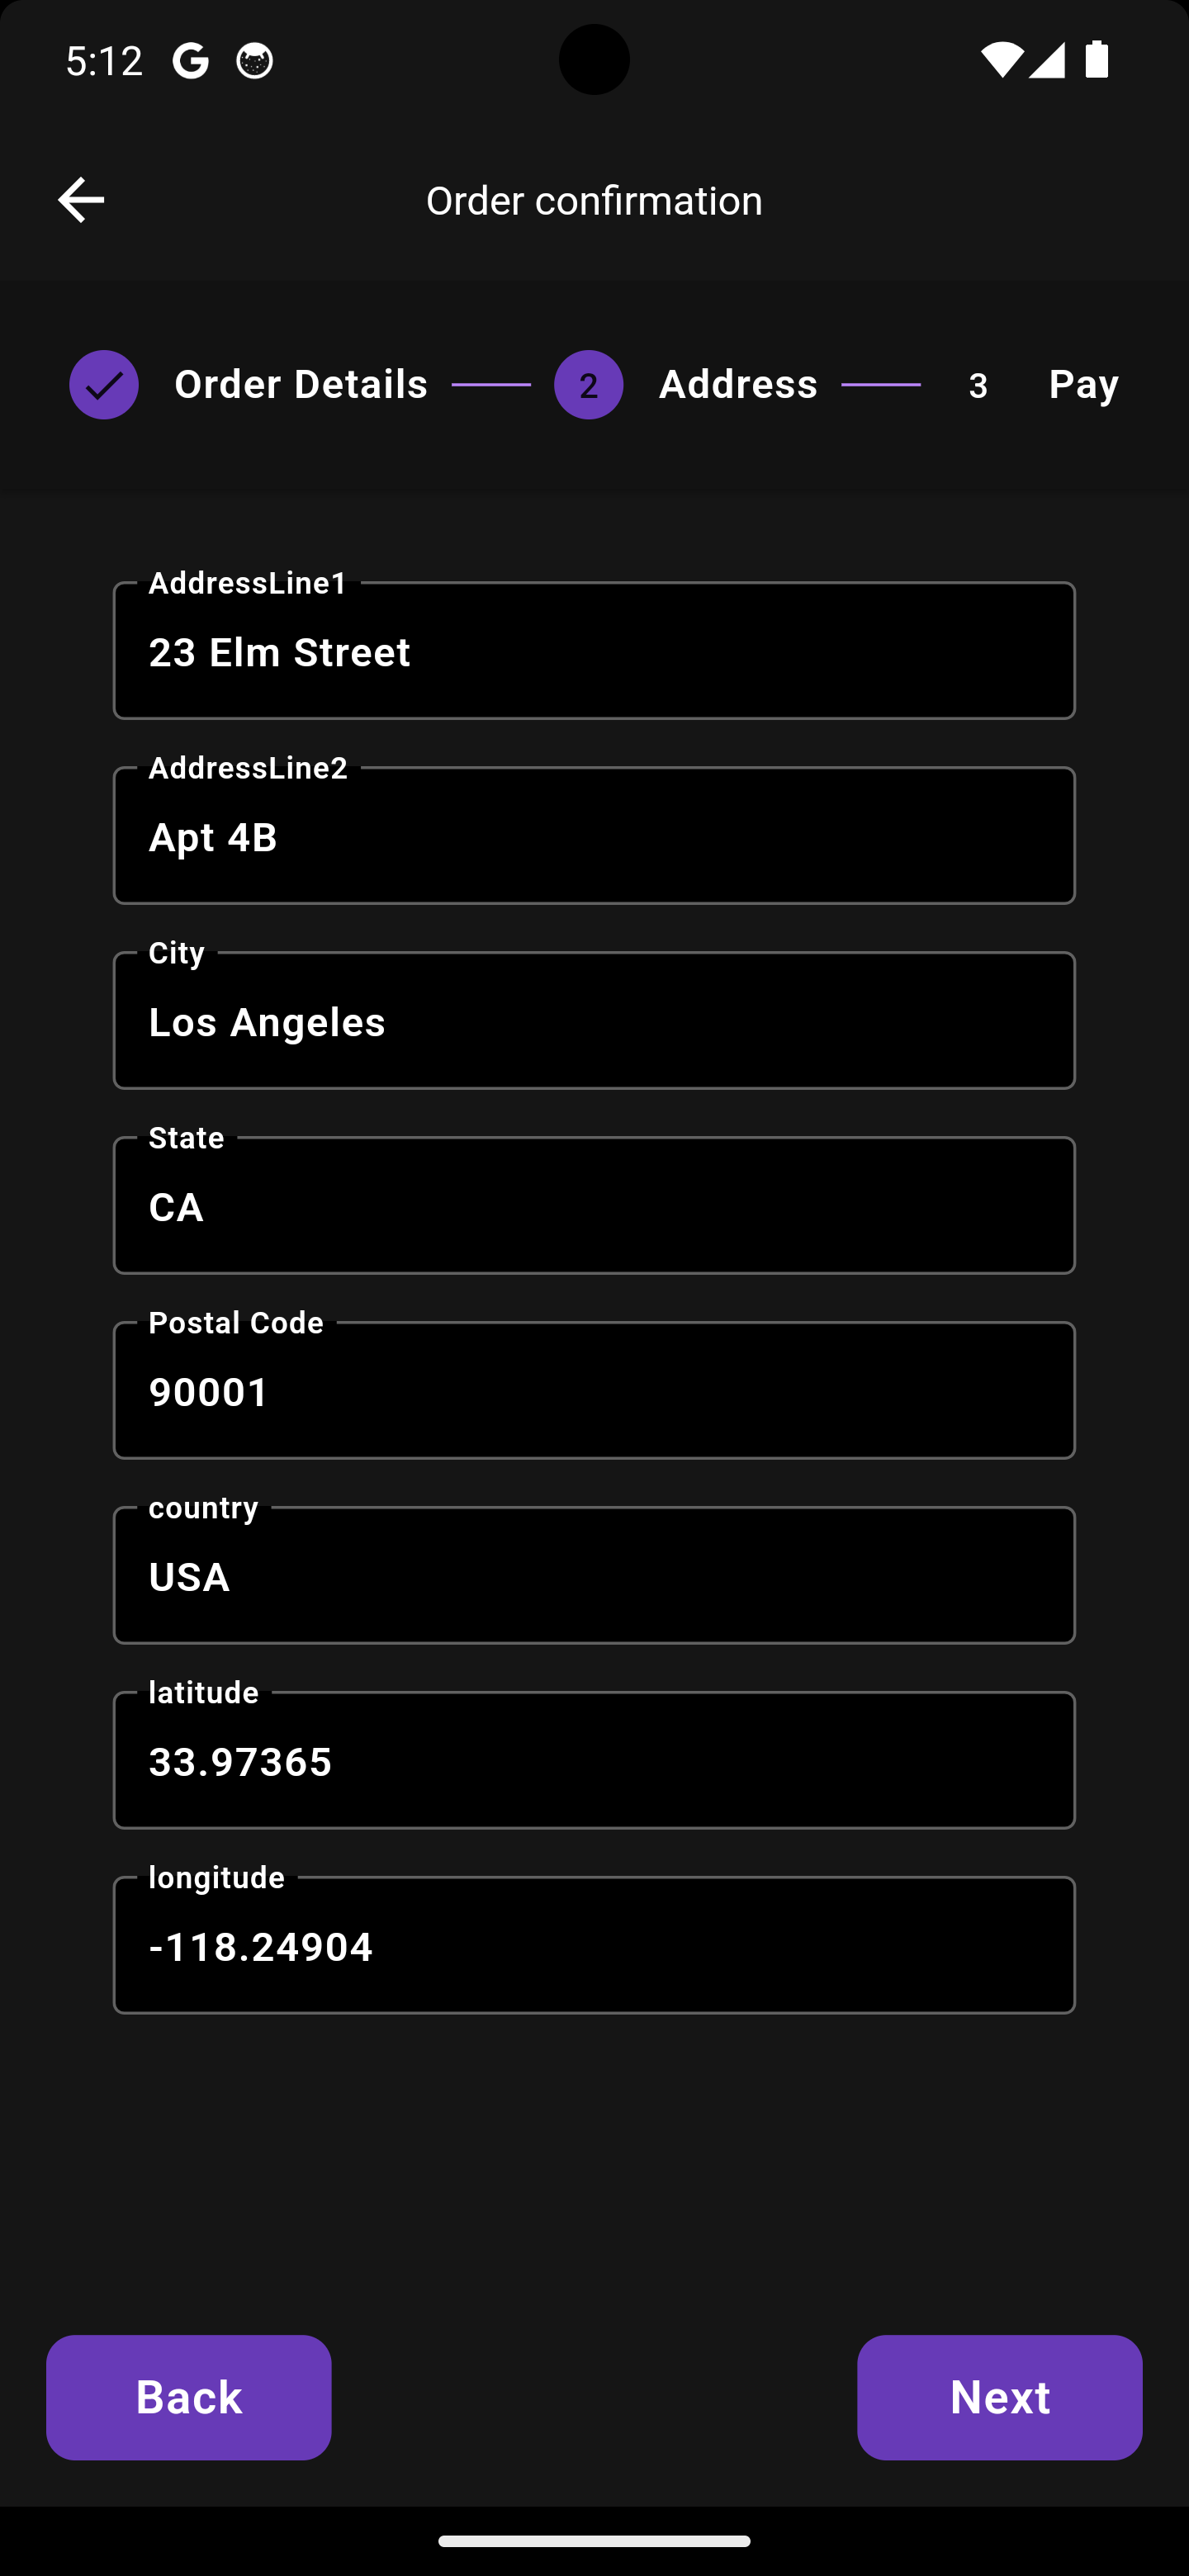 5:12
Order confirmation
Order Details 2 Address 3 Pay
AddressLine1
23 Elm Street
AddressLine2
Apt 4B
City
Los Angeles
State
CA
Postal Code
90001
country
USA
latitude
33.97365
longitude
-118.24904
Back Next